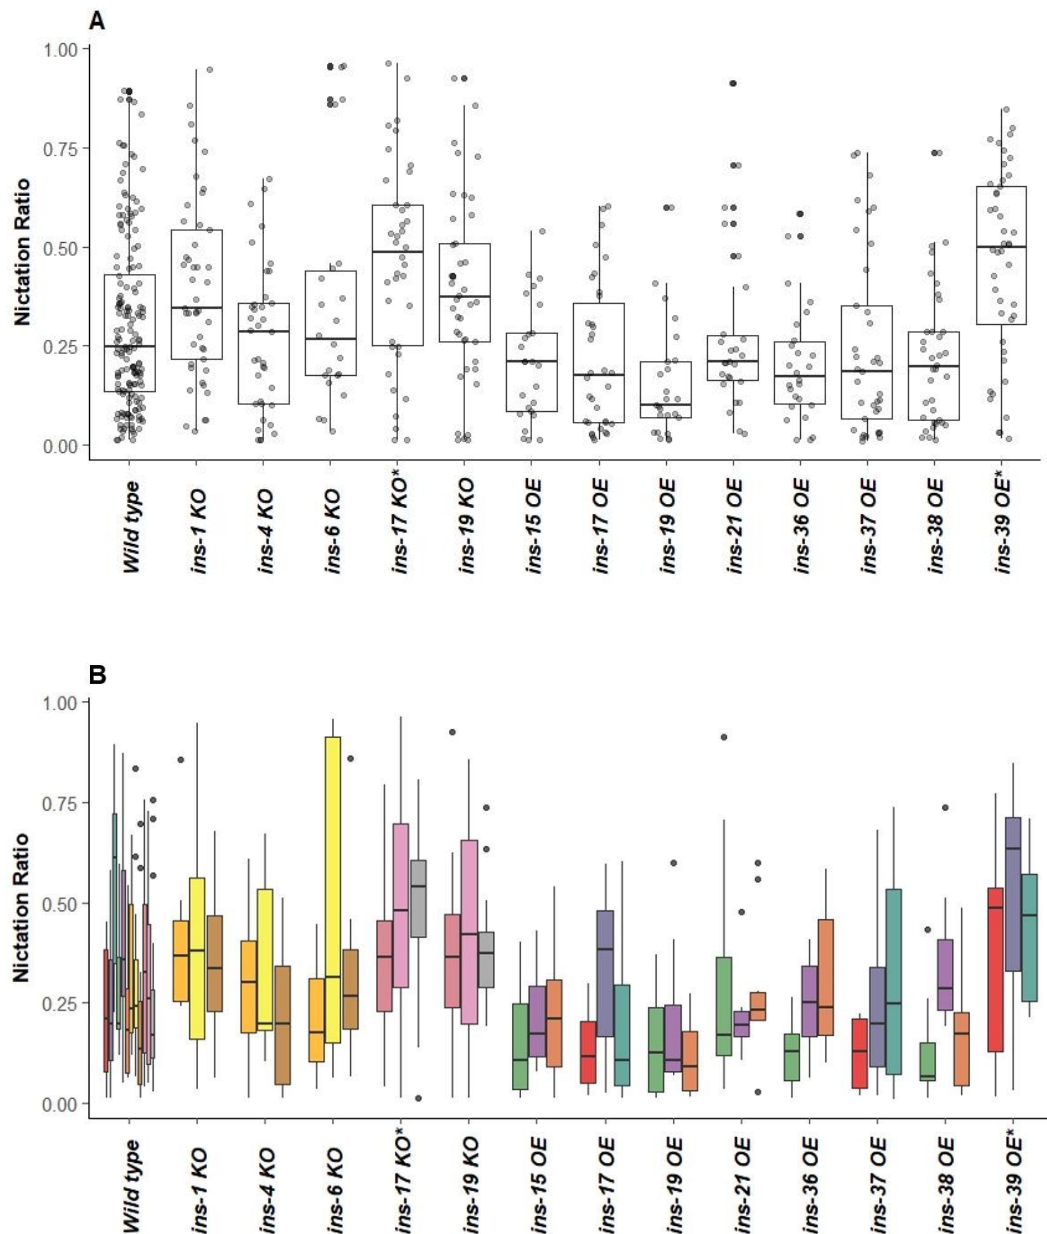 A
Nictation Ratio
1.00
0.75
0.50
0.25
0.00
Wild type
ins-1 KO
ins-4 KO
ins-6 KO
ins-17 KO*
ins-19 KO
ins-15 OE
ins-17 OE
ins-19 OE
ins-21 OE
ins-36 OE
ins-37 OE
ins-38 OE
ins-39 OE*
B
Nictation Ratio
1.00
0.75
0.50
0.25
0.00
Wild type
ins-1 KO
ins-4 KO
ins-6 KO
ins-17 KO*
ins-19 KO
ins-15 OE
ins-17 OE
ins-19 OE
ins-21 OE
ins-36 OE
ins-37 OE
ins-38 OE
ins-39 OE*